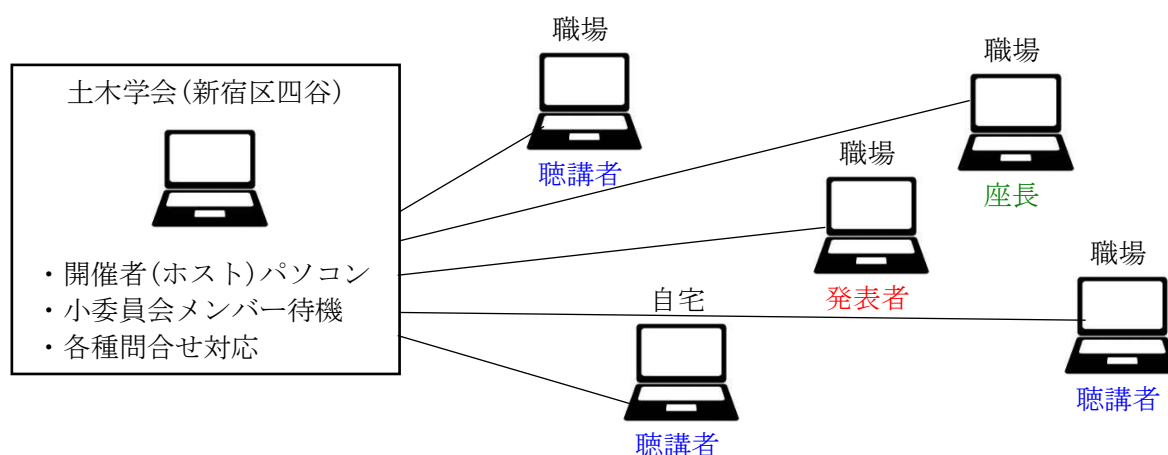 土木学会(新宿区四谷)
・開催者(ホスト)パソコン
・小委員会メンバー待機
・各種問合せ対応
職場
聴講者
職場
座長
職場
発表者
職場
聴講者
自宅
聴講者